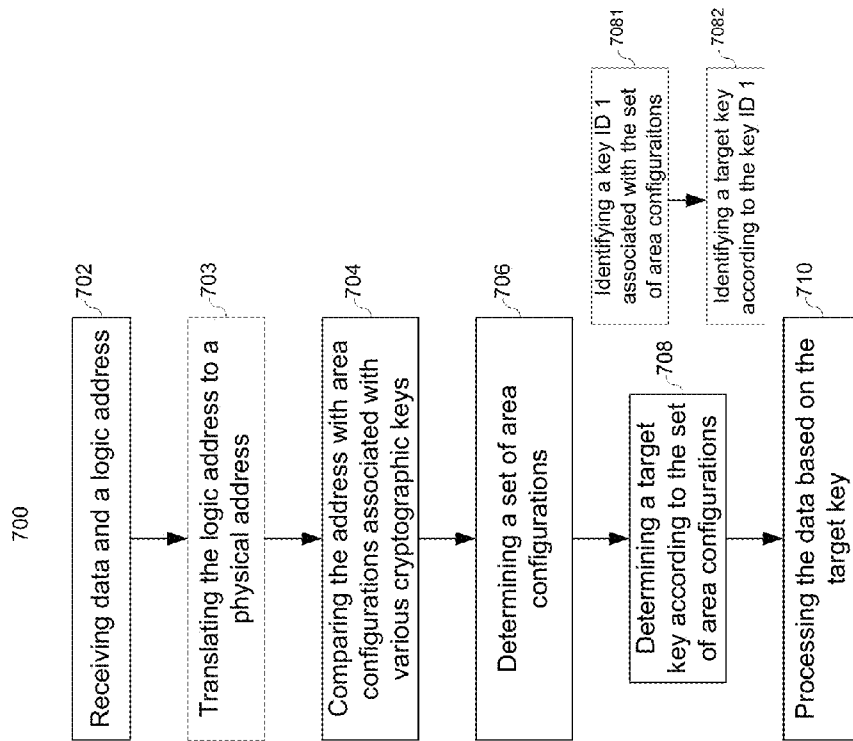 700
702
Receiving data and a logic address
703
Translating the logic address to a
physical address
704
Comparing the address with area
configurations associated with
various cryptographic keys
706
Determining a set of area
configurations
708
Determining a target
key according to the set
of area configurations
7081
Identifying a key ID 1
associated with the set
of area configuraitons
7082
Identifying a target key
according to the key ID 1
710
Processing the data based on the
target key